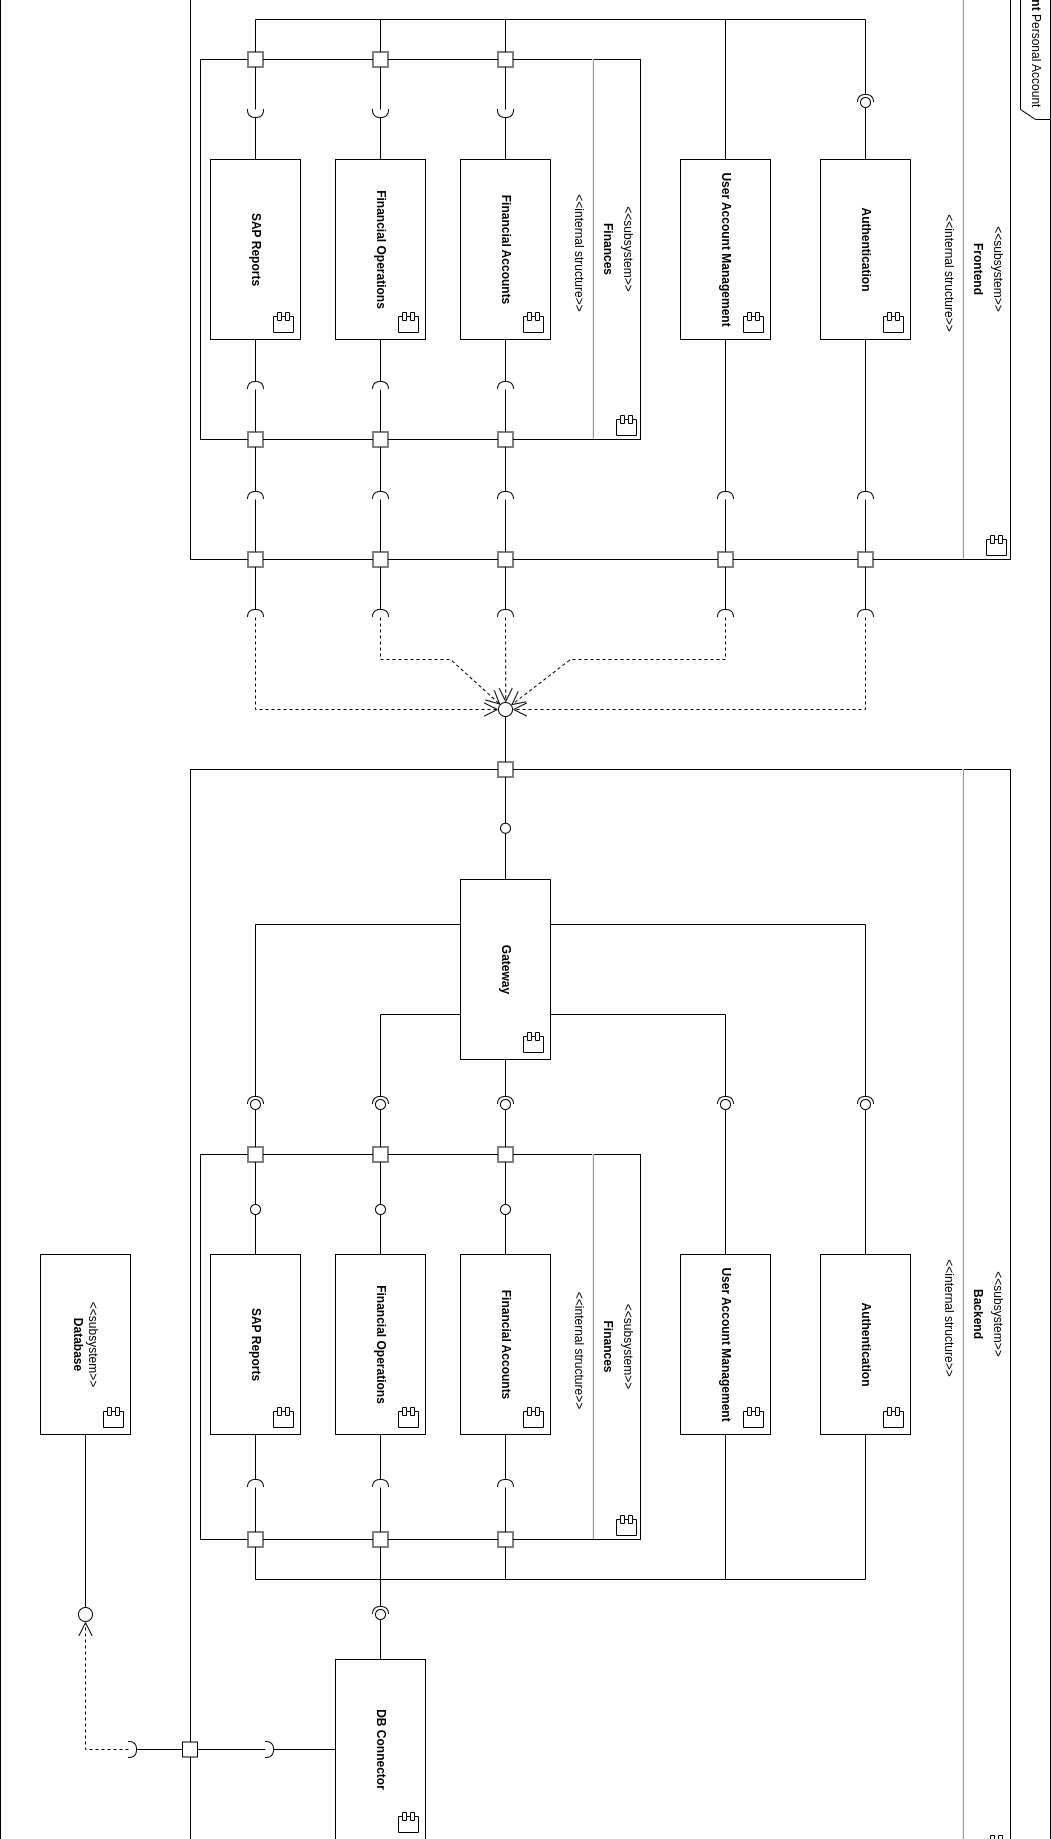 nt Personal Account
<<subsystem>>
Frontend
<<internal structure>>
Authentication
User Account Management
<<subsystem>>
Finances
<<internal structure>>
Financial Accounts
Financial Operations
SAP Reports
<<subsystem>>
Backend
<<internal structure>>
Gateway
Authentication
User Account Management
<<subsystem>>
Finances
<<internal structure>>
Financial Accounts
Financial Operations
SAP Reports
DB Connector
<<subsystem>>
Database